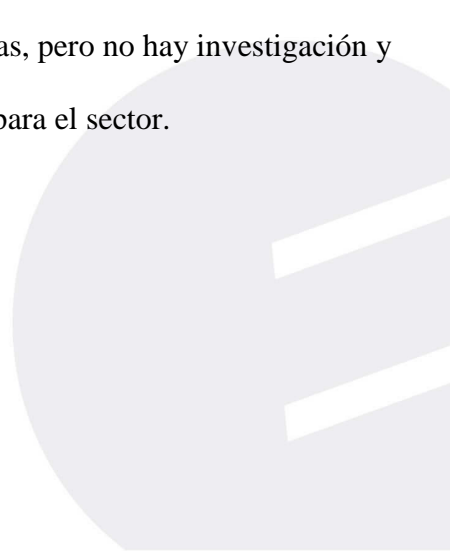 as, pero no hay investigación y
para el sector.